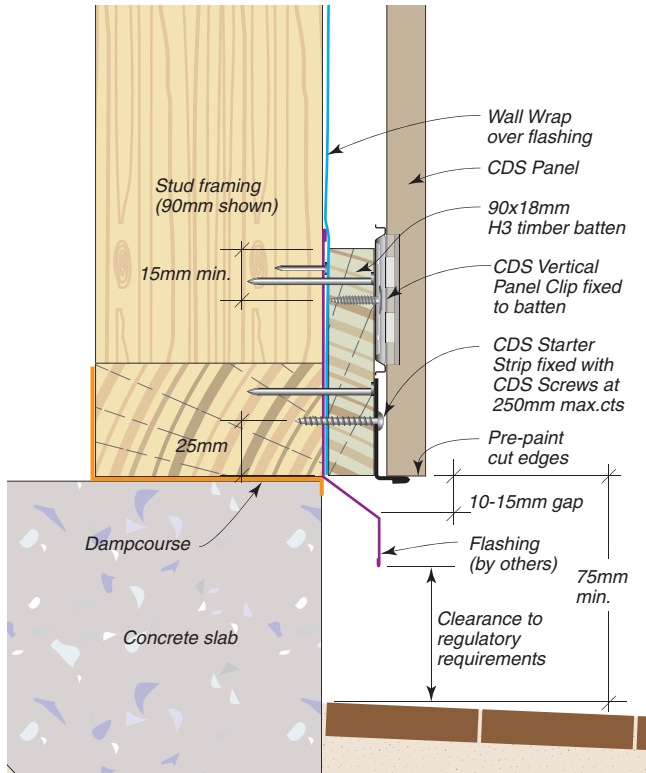 Wall Wrap
over flashing
CDS Panel
Stud framing
(90mm shown)
90x18mm
H3 timber batten
15mm min.
CDS Vertical
Panel Clip fixed
to batten
CDS Starter
Strip fixed with
CDS Screws at
250mm max.cts
25mm
Pre-paint
cut edges
10-15mm gap
Dampcourse
Flashing
(by others)
75mm
min.
Clearance to
regulatory
requirements
Concrete slab